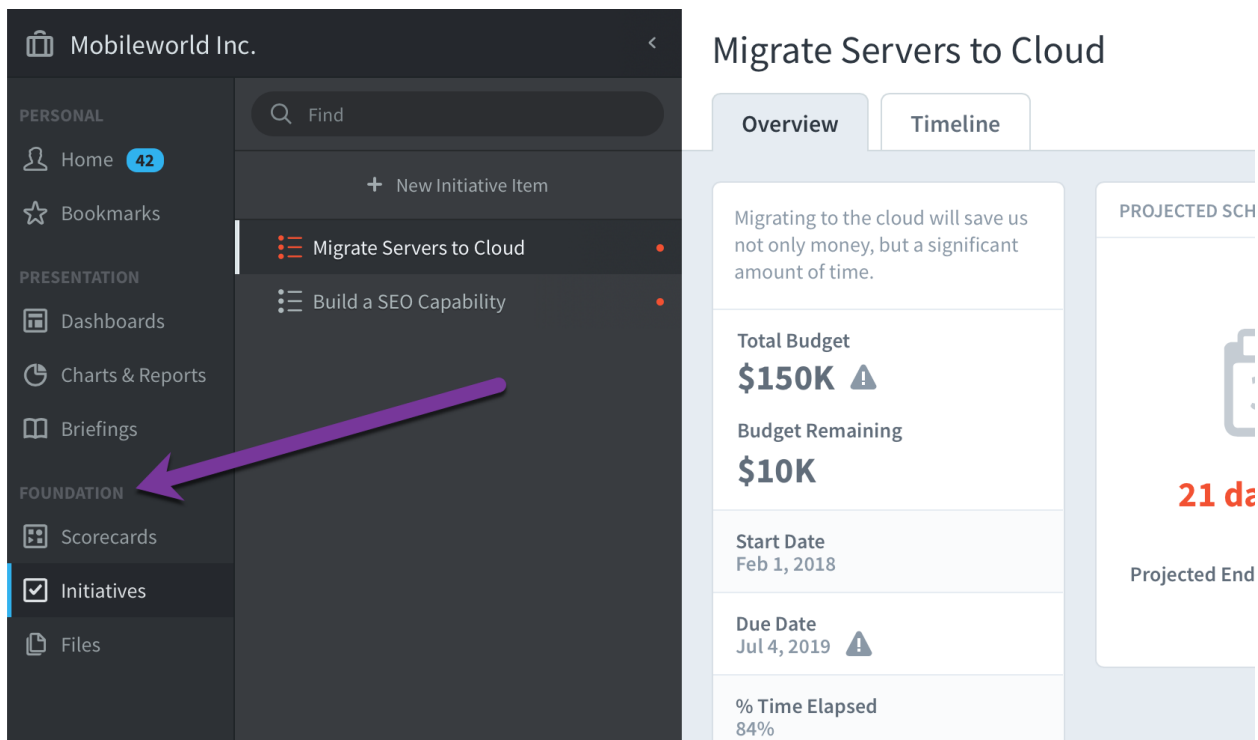 Mobileworld Inc.
PERSONAL
Home 42
Bookmarks
PRESENTATION
Dashboards
Charts & Reports
Briefings
FOUNDATION
Scorecards
Initiatives
Files
Find
+ New Initiative Item
Migrate Servers to Cloud
Build a SEO Capability
Migrate Servers to Cloud
Overview
Timeline
Migrating to the cloud will save us
not only money, but a significant
amount of time.
Total Budget
$150K
Budget Remaining
$10K
Start Date
Feb 1, 2018
Due Date
Jul 4, 2019
% Time Elapsed
84%
PROJECTED SCH
21 da
Projected End